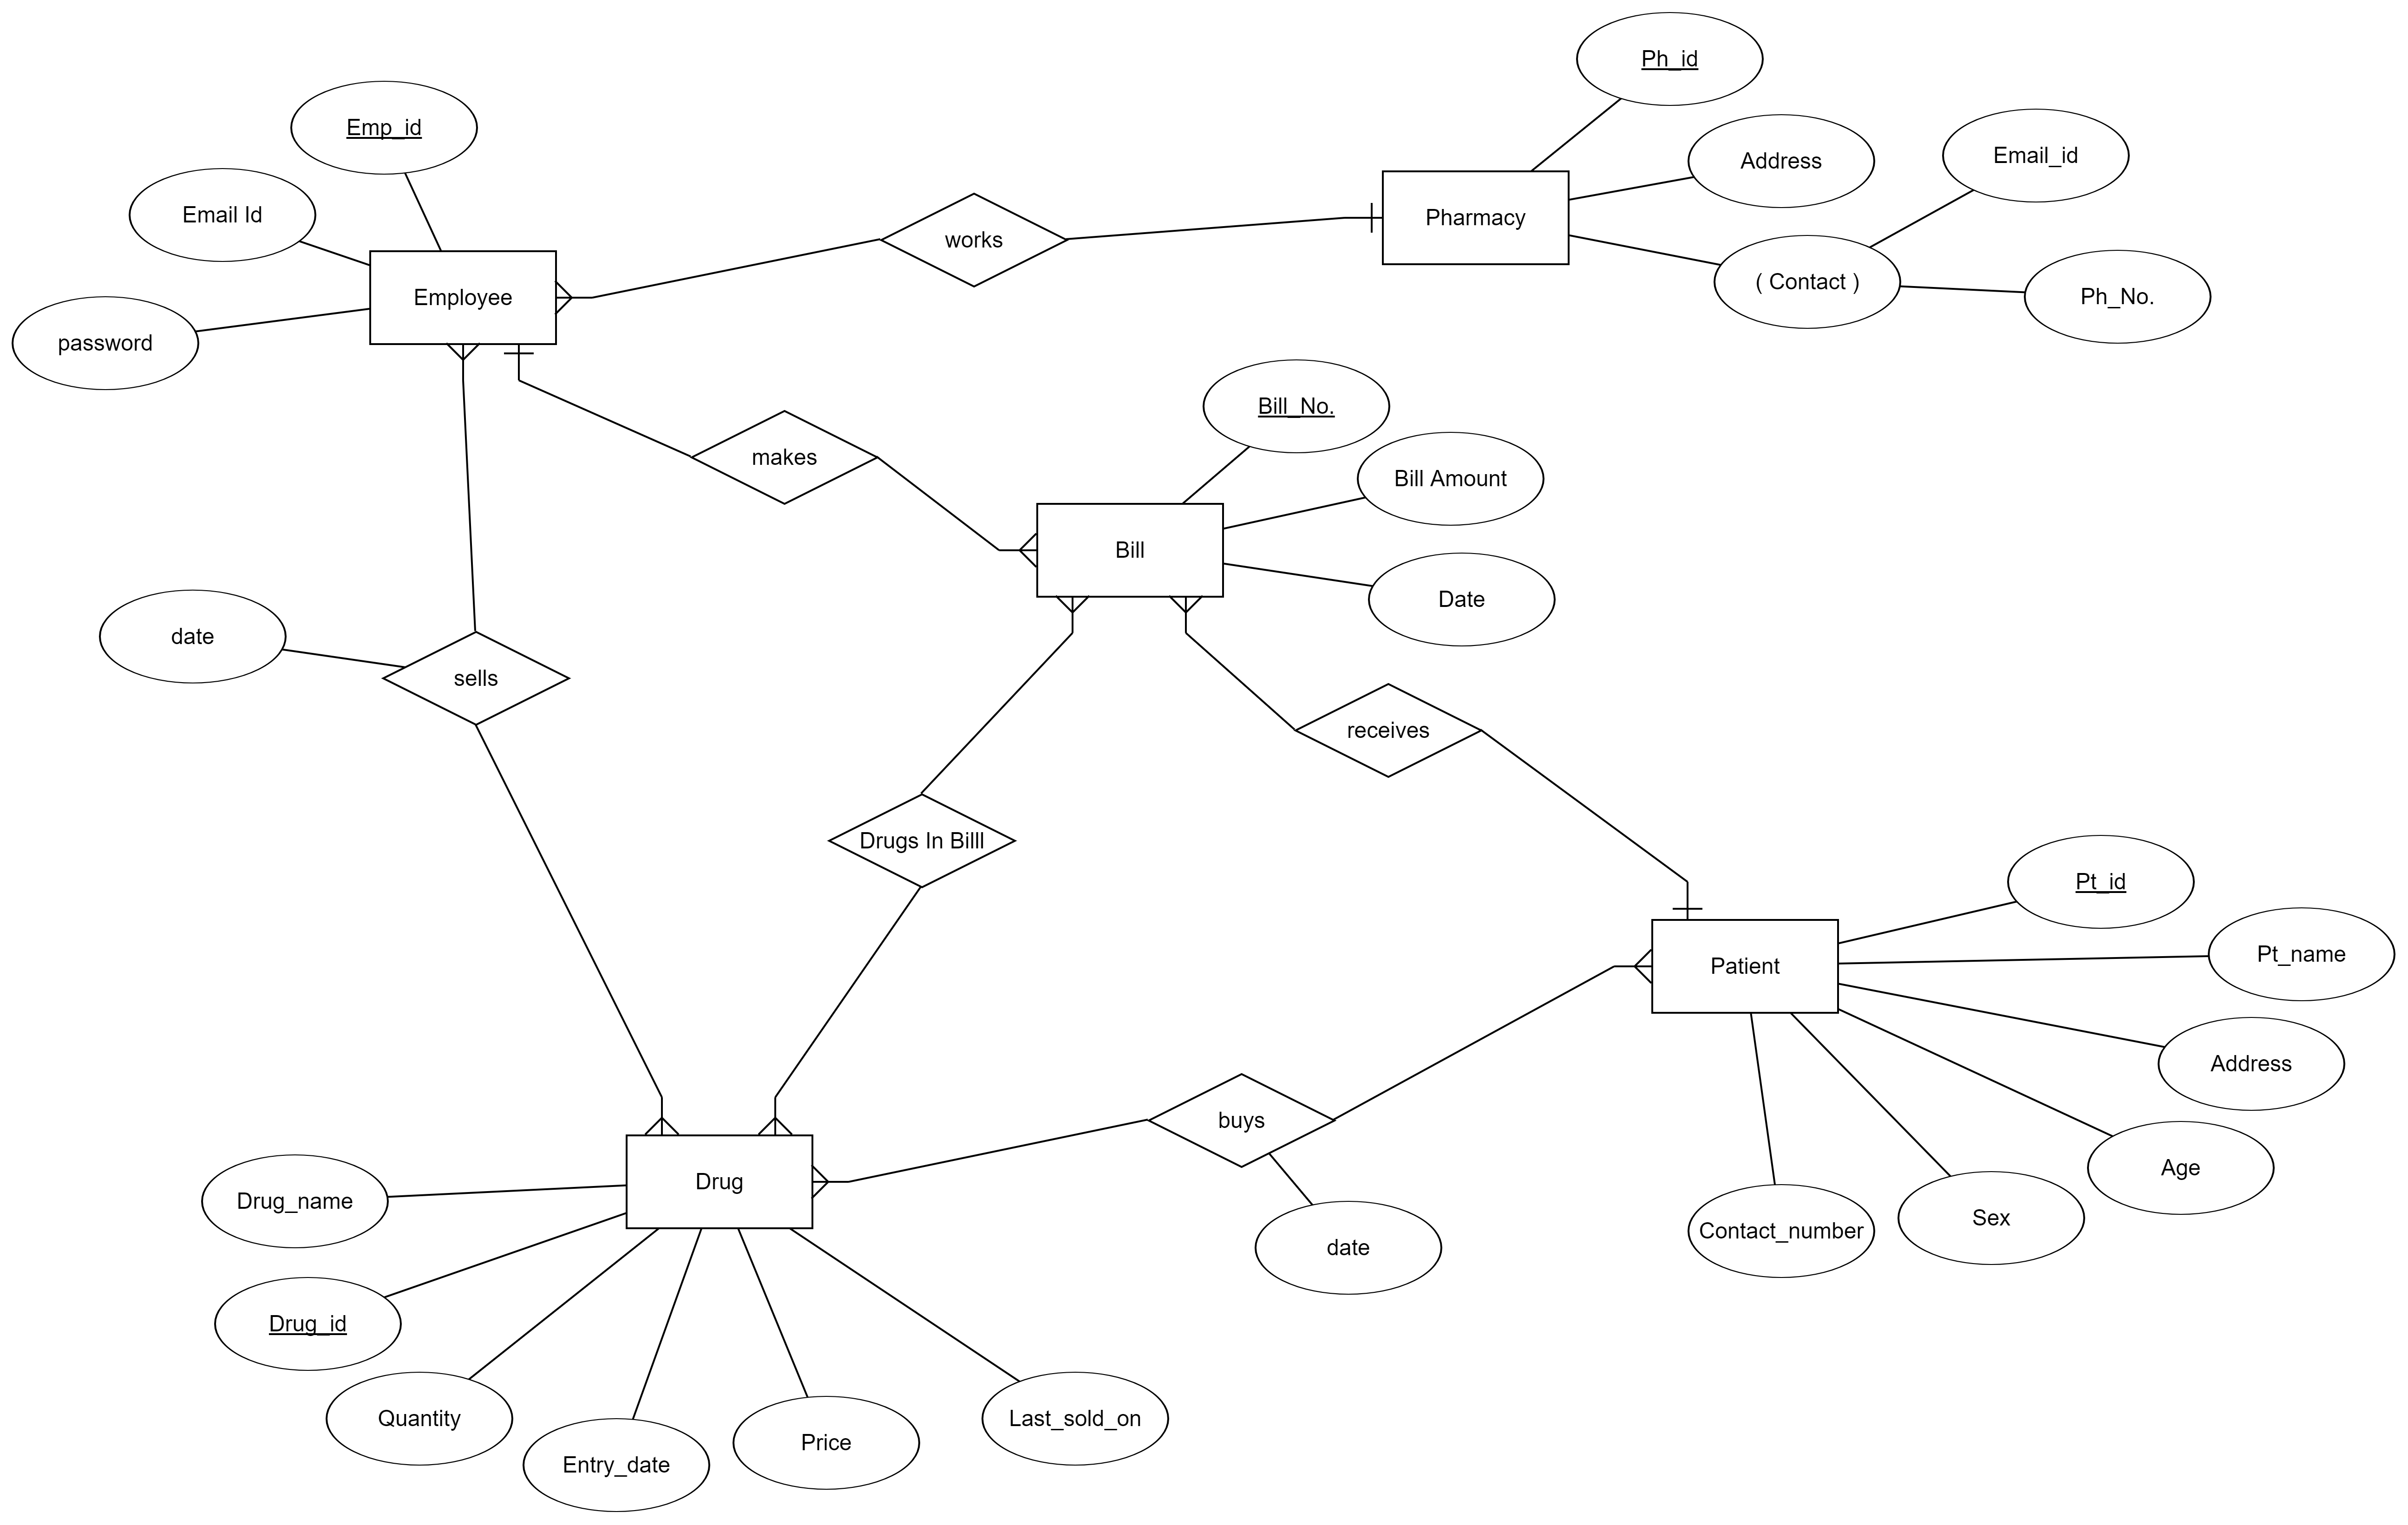 Ph_id
Emp_id
Email_id
Address
Email Id
Pharmacy
works
( Contact )
Ph_No.
Employee
password
Bill_No.
makes
Bill Amount
Bill
Date
date
sells
receives
Drugs In Billl
Pt_id
Pt_name
Patient
Address
buys
Age
Drug
Drug_name
Sex
Contact_number
date
Drug_id
Quantity
Last_sold_on
Price
Entry_date